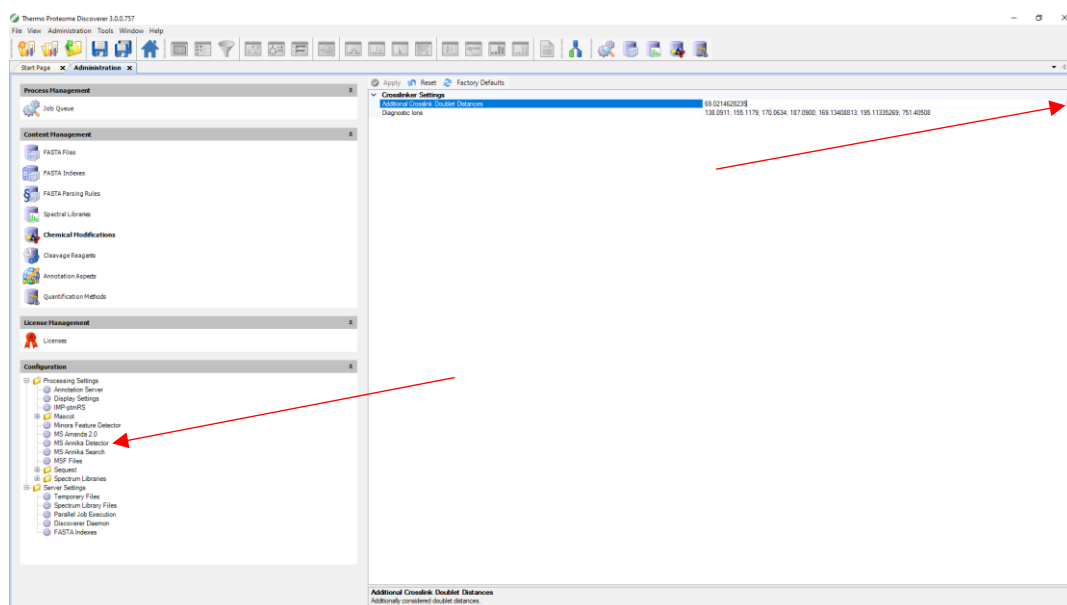 Thermo Proteome Discoverer 3.0.0.757
File View Administration Tools Window Help
Start Page x Administration x
Process Management
Job Queue
Content Management
FASTA Files
FASTA Indexes
FASTA Parsing Rules
Spectral Libraries
Chemical Modifications
Cleavage Reagents
Annotation Aspects
Quantification Methods
License Management
Licenses
Configuration
Processing Settings
Annotation Server
Display Settings
IMP-ptmRS
Mascot
Minora Feature Detector
MS Amanda 2.0
MS Annika Detector
MS Annika Search
MSF Files
Sequest
Spectrum Libraries
Server Settings
Temporary Files
Spectrum Library Files
Parallel Job Execution
Discoverer Daemon
FASTA Indexes
Apply Reset Factory Defaults
Crosslinker Settings
Additional Crosslink Doublet Distances 69.0214628235
Diagnostic Ions 138.0911; 155.1179; 170.0634; 187.0900; 169.13408813; 195.11335269; 751.40508
Additional Crosslink Doublet Distances
Additionally considered doublet distances.